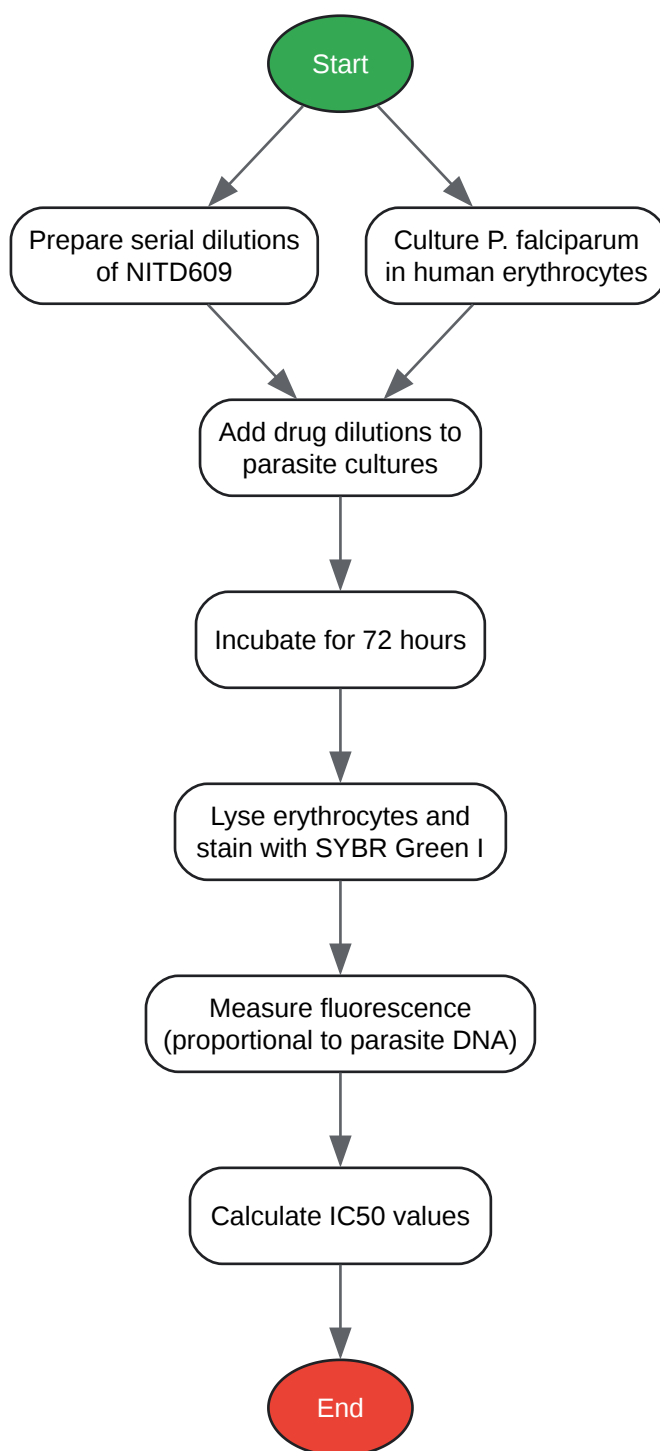 Start
Prepare serial dilutions
of NITD609
Culture P. falciparum
in human erythrocytes
Add drug dilutions to
parasite cultures
Incubate for 72 hours
Lyse erythrocytes and
stain with SYBR Green I
Measure fluorescence
(proportional to parasite DNA)
Calculate IC50 values
End